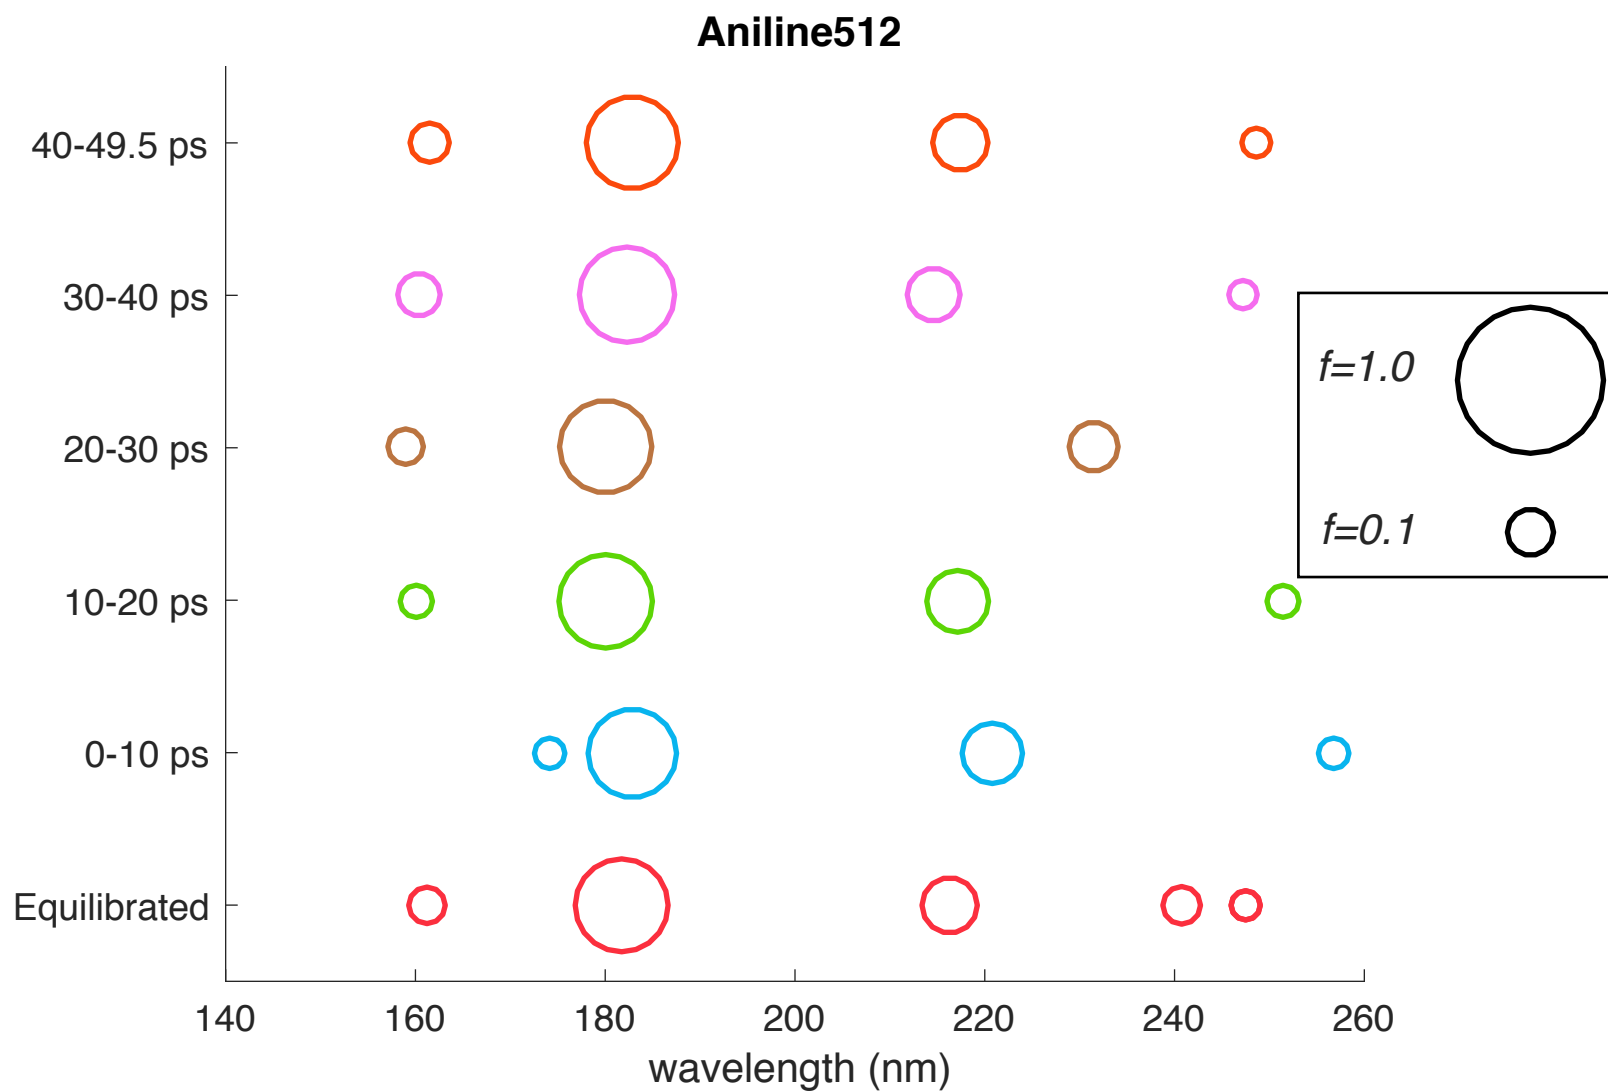 Aniline512
40-49.5 ps
30-40 ps
20-30 ps
10-20 ps
0-10 ps
Equilibrated
f=1.0
f=0.1
140 160 180 200 220 240 260
wavelength (nm)